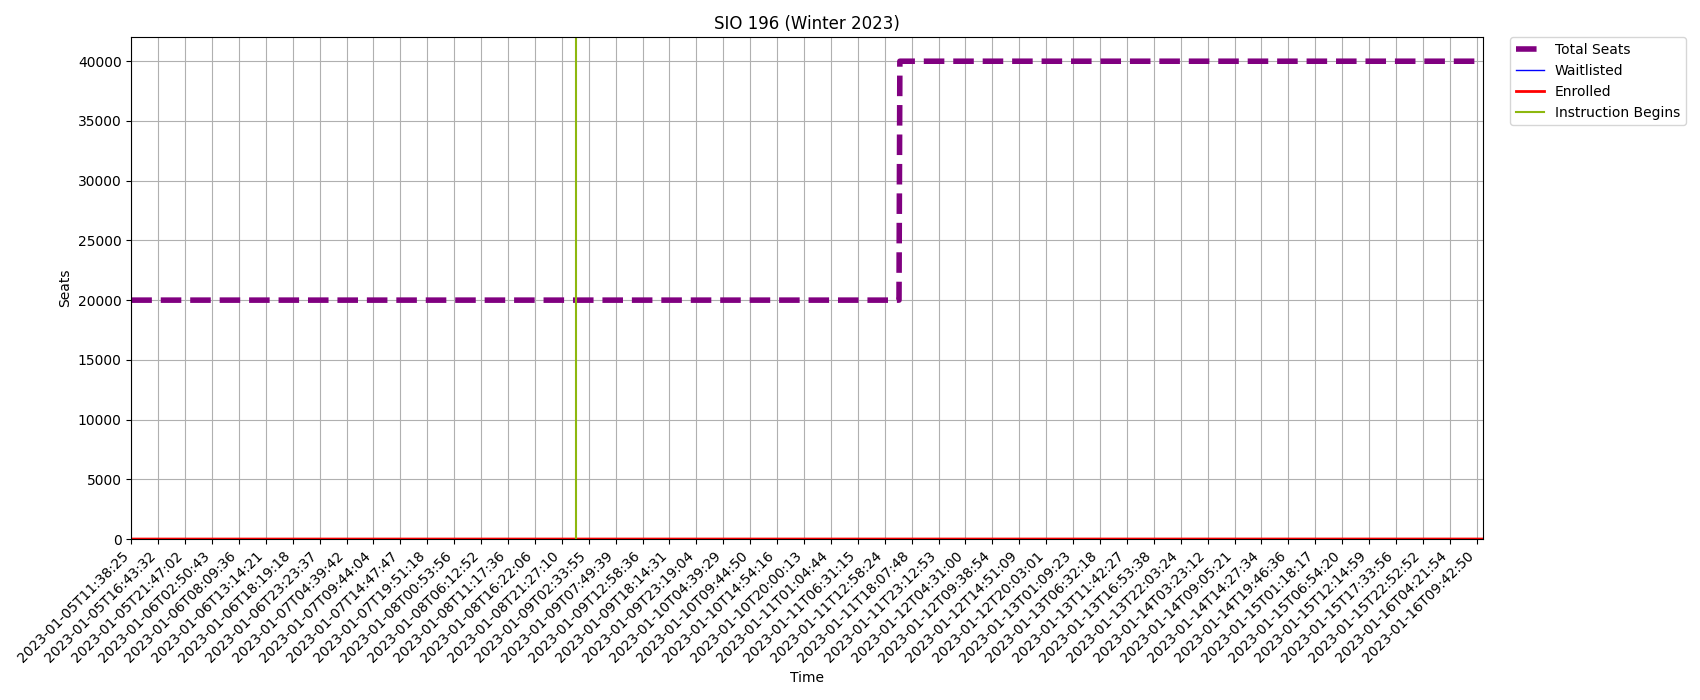 SIO 196 (Winter 2023)
Total Seats
Waitlisted
Enrolled
Instruction Begins
Seats
40000
35000
30000
25000
20000
15000
10000
5000
0
2023-01-05T11:38:25
2023-01-05T16:43:32
2023-01-05T21:47:02
2023-01-06T02:50:43
2023-01-06T08:09:36
2023-01-06T13:14:21
2023-01-06T18:19:18
2023-01-06T23:23:37
2023-01-07T04:39:42
2023-01-07T09:44:04
2023-01-07T14:47:47
2023-01-07T19:51:18
2023-01-08T00:53:56
2023-01-08T06:12:52
2023-01-08T11:17:36
2023-01-08T16:22:06
2023-01-08T21:27:10
2023-01-09T02:33:55
2023-01-09T07:49:39
2023-01-09T12:58:36
2023-01-09T18:14:31
2023-01-09T23:19:04
2023-01-10T04:39:29
2023-01-10T09:44:50
2023-01-10T14:54:16
2023-01-10T20:00:13
2023-01-11T01:04:44
2023-01-11T06:31:15
2023-01-11T12:58:24
2023-01-11T18:07:48
2023-01-11T23:12:53
2023-01-12T04:31:00
2023-01-12T09:38:54
2023-01-12T14:51:09
2023-01-12T20:03:01
2023-01-13T01:09:23
2023-01-13T06:32:18
2023-01-13T11:42:27
2023-01-13T16:53:38
2023-01-13T22:03:24
2023-01-14T03:23:12
2023-01-14T09:05:21
2023-01-14T14:27:34
2023-01-14T19:46:36
2023-01-15T01:18:17
2023-01-15T06:54:20
2023-01-15T12:14:59
2023-01-15T17:33:56
2023-01-15T22:52:52
2023-01-16T04:21:54
2023-01-16T09:42:50
Time